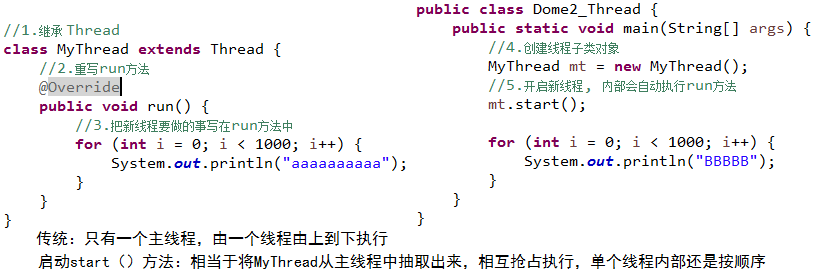 //1.继承 Thread
class MyThread extends Thread {
//2.重写run方法
@Override
public void run() {
//3.把新线程要做的事写在run方法中
for (int i = 0; i < 1000; i++) {
System.out.println("aaaaaaaaaa");
}
}
}
public class Dome2_Thread {
public static void main(String[] args) {
//4.创建线程子类对象
MyThread mt = new MyThread();
//5.开启新线程, 内部会自动执行run方法
mt.start();
for (int i = 0; i < 1000; i++) {
System.out.println("BBBBB");
}
}
}
传统：只有一个主线程，由一个线程由上到下执行
启动start（）方法：相当于将MyThread从主线程中抽取出来，相互抢占执行，单个线程内部还是按顺序